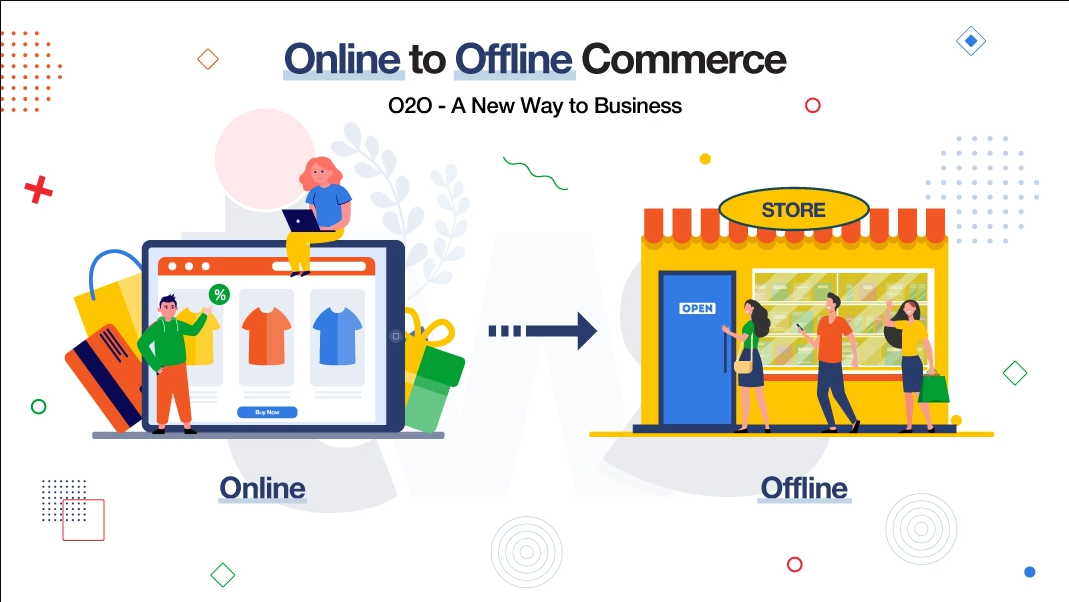 Online to Offline Commerce
O2O - A New Way to Business
STORE
%
OPEN
Buy Now
Online
Offline